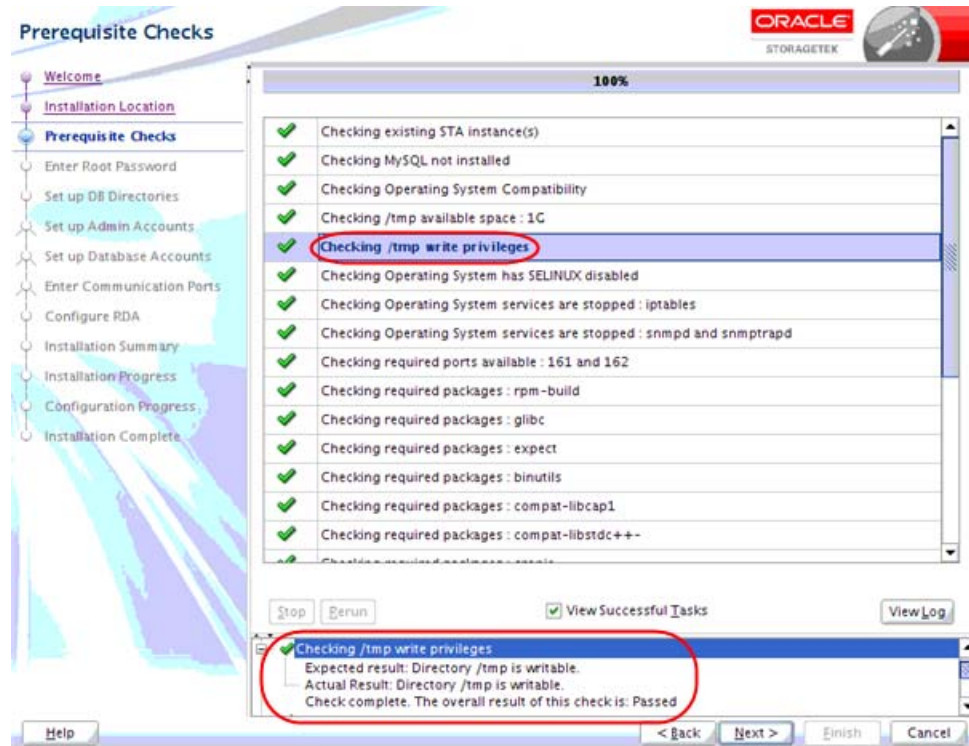 Prerequisite Checks
ORACLE
STORAGETEK
Welcome
Installation Location
Prerequisite Checks
Enter Root Password
Set up DB Directories
Set up Admin Accounts
Set up Database Accounts
Enter Communication Ports
Configure RDA
Installation Summary
Installation Progress
Configuration Progress
Installation Complete
100%
Checking existing STA instance(s)
Checking MySQL not installed
Checking Operating System Compatibility
Checking /tmp available space : 1G
Checking /tmp write privileges
Checking Operating System has SELINUX disabled
Checking Operating System services are stopped : iptables
Checking Operating System services are stopped : snmpd and snmptrapd
Checking required ports available : 161 and 162
Checking required packages : rpm-build
Checking required packages : glibc
Checking required packages : expect
Checking required packages : binutils
Checking required packages : compat-libcap1
Checking required packages : compat-libstdc++-
Stop Rerun View Successful Tasks View Log
Checking /tmp write privileges
Expected result: Directory /tmp is writable.
Actual Result: Directory /tmp is writable.
Check complete. The overall result of this check is: Passed
Help < Back Next > Finish Cancel